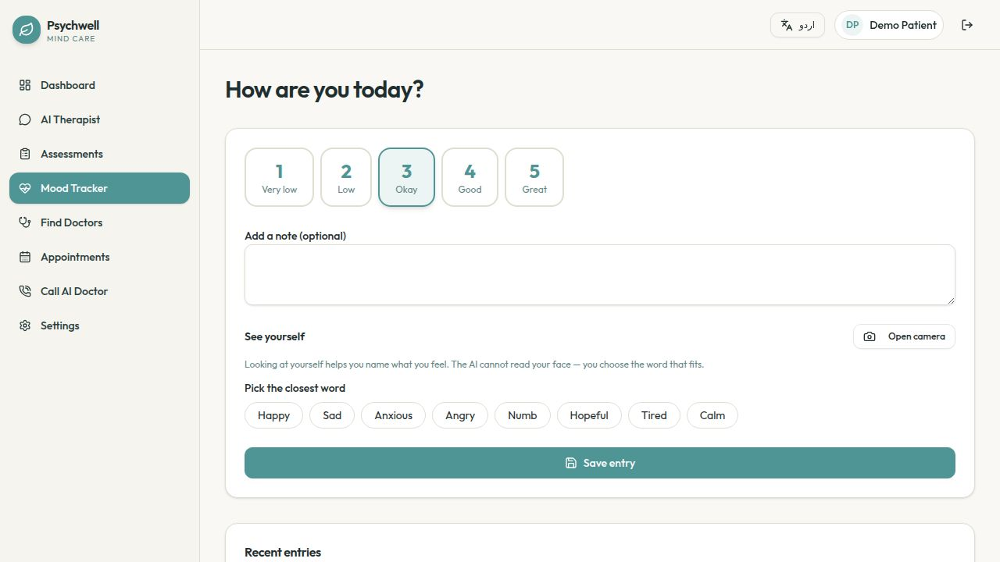 Psychwell
MIND CARE
Dashboard
AI Therapist
Assessments
Mood Tracker
Find Doctors
Appointments
Call AI Doctor
Settings
اردو
DP
Demo Patient
How are you today?
1
Very low
2
Low
3
Okay
4
Good
5
Great
Add a note (optional)
See yourself
Open camera
Looking at yourself helps you name what you feel. The AI cannot read your face — you choose the word that fits.
Pick the closest word
Happy
Sad
Anxious
Angry
Numb
Hopeful
Tired
Calm
Save entry
Recent entries